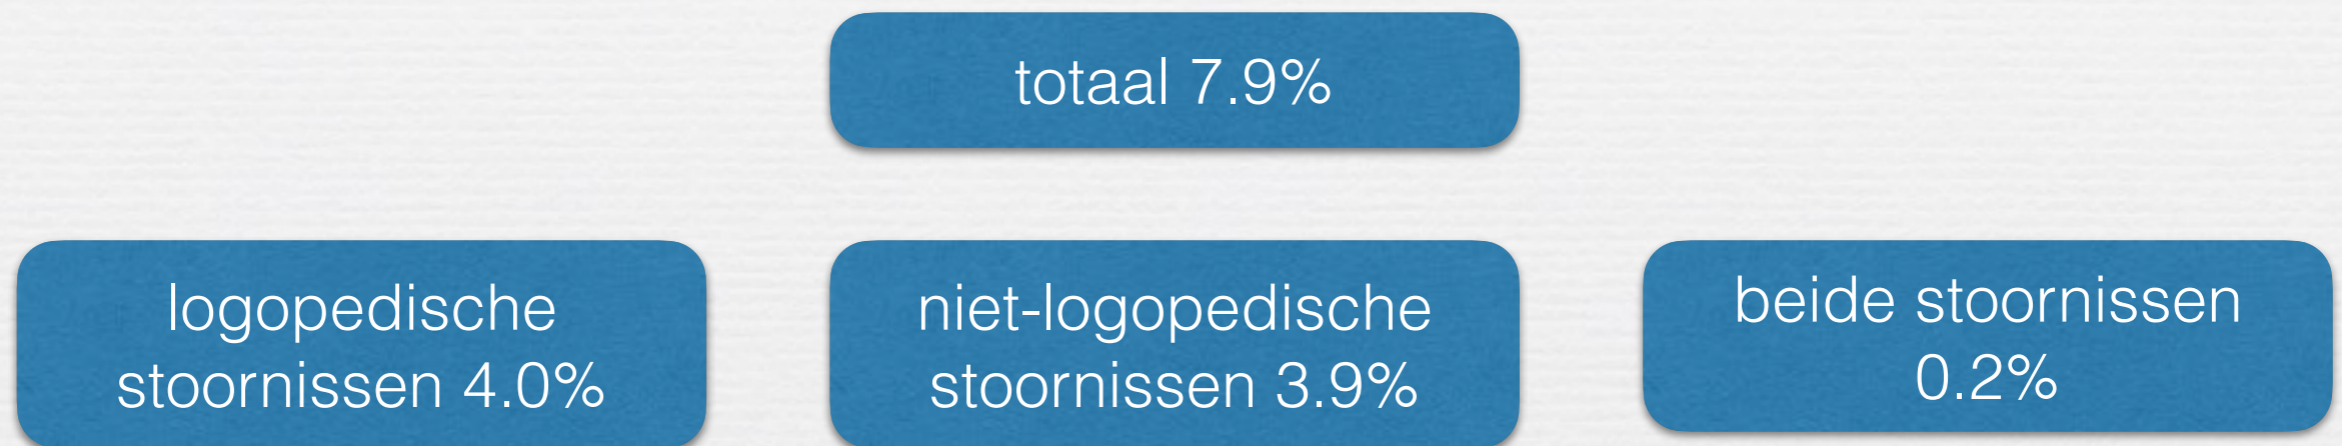 totaal 7.9%
logopedische
stoornissen 4.0%
niet-logopedische
stoornissen 3.9%
beide stoornissen
0.2%